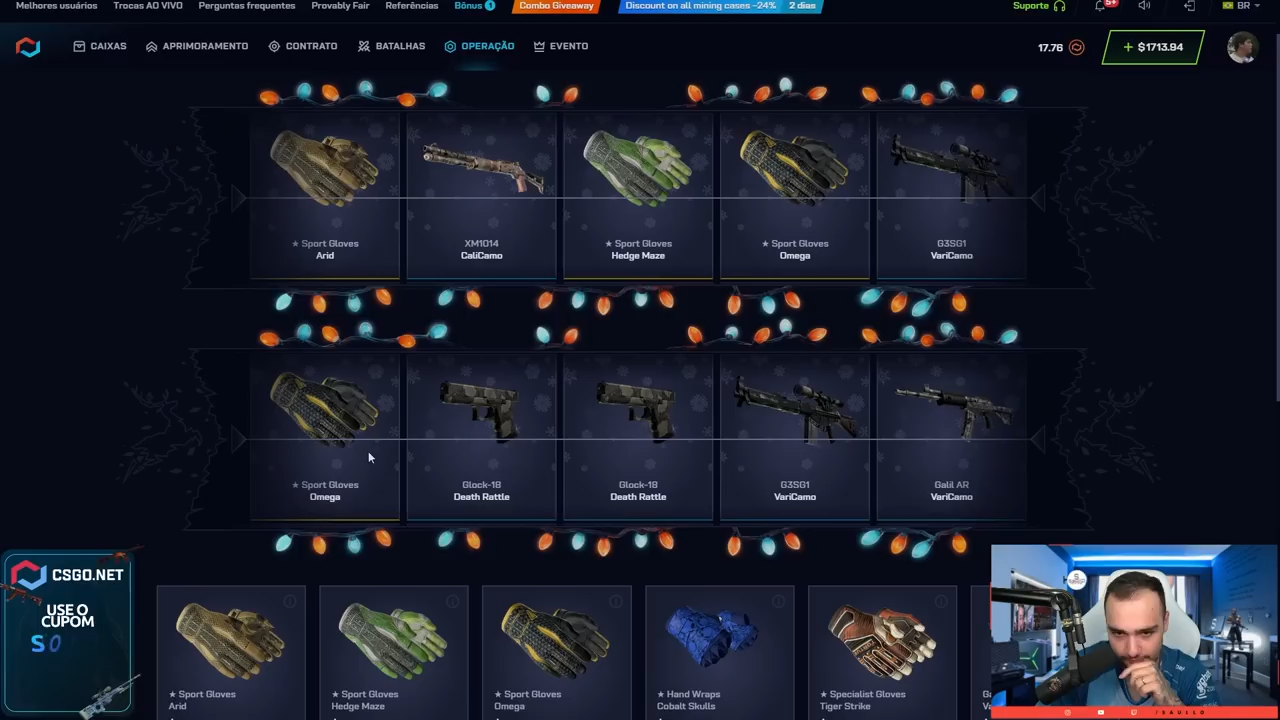 Melhores usuários Trocas AO VIVO Perguntas frequentes Provably Fair Referências Bônus 1 Combo Giveaway Discount on all mining cases -24% 2 dias Suporte 5+ BR
CAIXAS APRIMORAMENTO CONTRATO BATALHAS OPERAÇÃO EVENTO 17.76 + $1713.94
★ Sport Gloves
Arid
XM1014
CaliCamo
★ Sport Gloves
Hedge Maze
★ Sport Gloves
Omega
G3SG1
VariCamo
★ Sport Gloves
Omega
Glock-18
Death Rattle
Glock-18
Death Rattle
G3SG1
VariCamo
Galil AR
VariCamo
CSGO.NET
USE O
CUPOM
S0
★ Sport Gloves
Arid
★ Sport Gloves
Hedge Maze
★ Sport Gloves
Omega
★ Hand Wraps
Cobalt Skulls
★ Specialist Gloves
Tiger Strike
/SAULLO